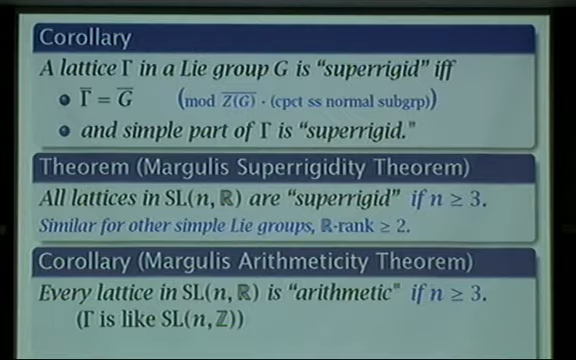 Corollary
A lattice Γ in a Lie group G is “superrigid” iff
• Γ̅ = G̅ (mod Z(G)̅ · (cpct ss normal subgrp))
• and simple part of Γ is “superrigid.”
Theorem (Margulis Superrigidity Theorem)
All lattices in SL(n, ℝ) are “superrigid” if n ≥ 3.
Similar for other simple Lie groups, ℝ-rank ≥ 2.
Corollary (Margulis Arithmeticity Theorem)
Every lattice in SL(n, ℝ) is “arithmetic” if n ≥ 3.
(Γ is like SL(n, ℤ))